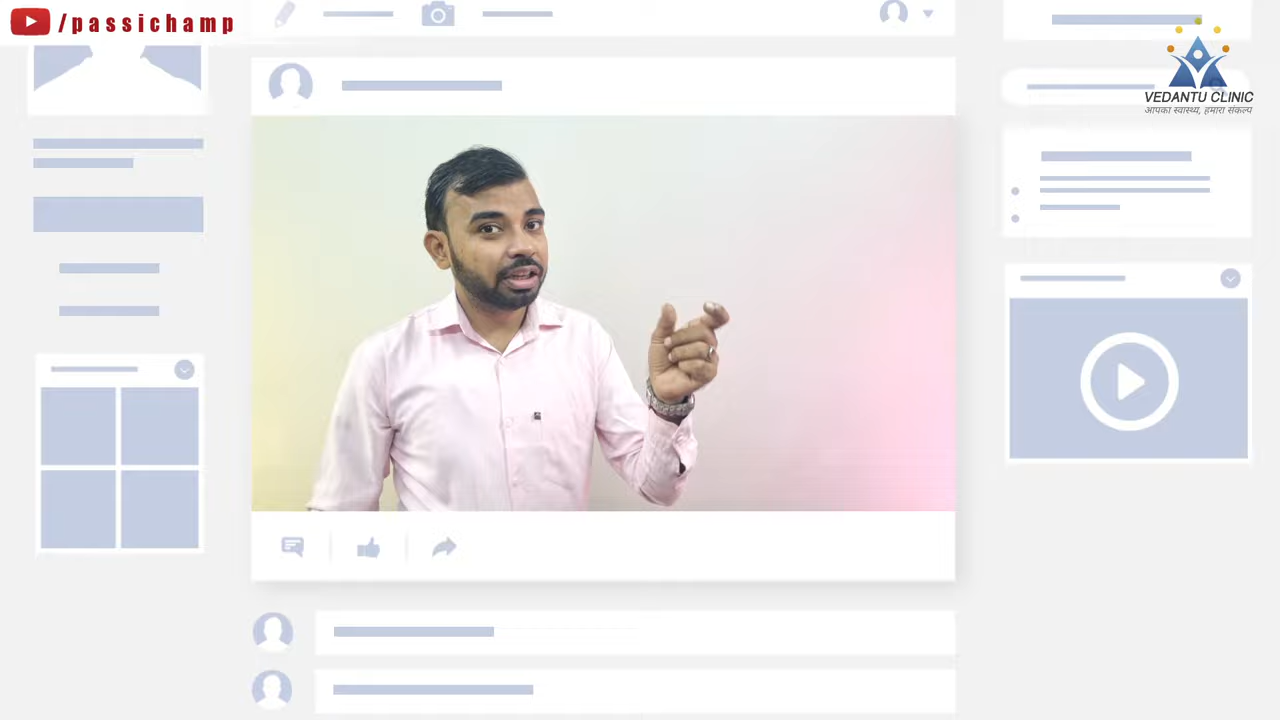 /passichamp
VEDANTU CLINIC
आपका स्वास्थ्य, हमारा संकल्प